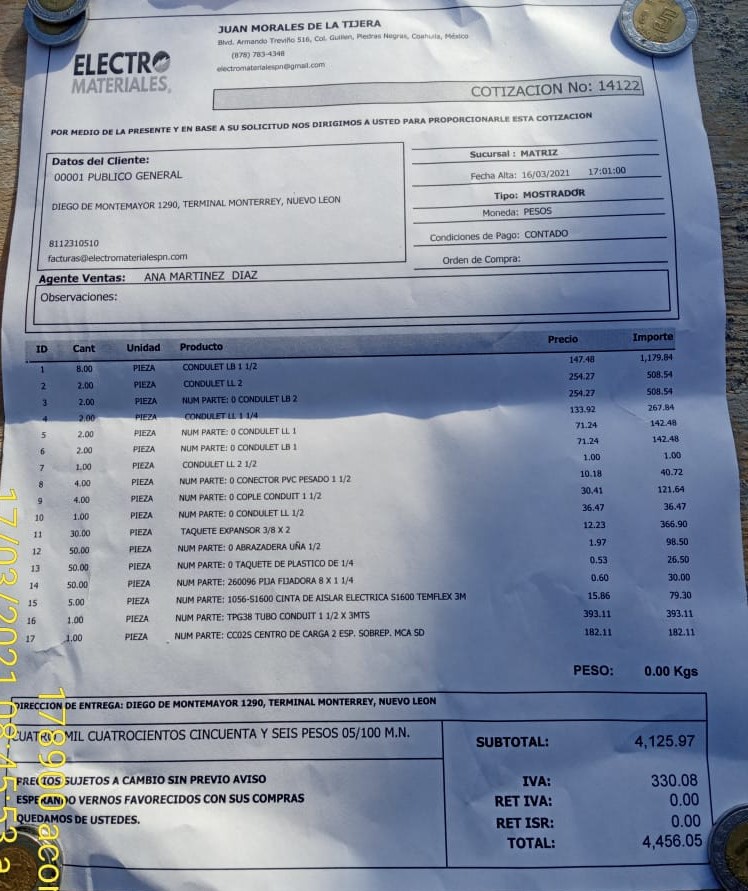 JUAN MORALES DE LA TIJERA
Blvd. Armando Treviño 516, Col. Guillen, Piedras Negras, Coahuila, México
(878) 783-4348
electromaterialespn@gmail.com
ELECTRO
MATERIALES
COTIZACION No: 14122
POR MEDIO DE LA PRESENTE Y EN BASE A SU SOLICITUD NOS DIRIGIMOS A USTED PARA PROPORCIONARLE ESTA COTIZACION
Datos del Cliente:
00001 PUBLICO GENERAL
DIEGO DE MONTEMAYOR 1290, TERMINAL MONTERREY, NUEVO LEON
8112310510
facturas@electromaterialespn.com
Sucursal : MATRIZ
Fecha Alta: 16/03/2021 17:01:00
Tipo: MOSTRADOR
Moneda: PESOS
Condiciones de Pago: CONTADO
Orden de Compra:
Agente Ventas: ANA MARTINEZ DIAZ
Observaciones:
ID Cant Unidad Producto Precio Importe
1 8.00 PIEZA CONDULET LB 1 1/2 147.48 1,179.84
2 2.00 PIEZA CONDULET LL 2 254.27 508.54
3 2.00 PIEZA NUM PARTE: 0 CONDULET LB 2 254.27 508.54
4 2.00 PIEZA CONDULET LL 1 1/4 133.92 267.84
5 2.00 PIEZA NUM PARTE: 0 CONDULET LL 1 71.24 142.48
6 2.00 PIEZA NUM PARTE: 0 CONDULET LB 1 71.24 142.48
7 1.00 PIEZA CONDULET LL 2 1/2 1.00 1.00
8 4.00 PIEZA NUM PARTE: 0 CONECTOR PVC PESADO 1 1/2 10.18 40.72
9 4.00 PIEZA NUM PARTE: 0 COPLE CONDUIT 1 1/2 30.41 121.64
10 1.00 PIEZA NUM PARTE: 0 CONDULET LL 1/2 36.47 36.47
11 30.00 PIEZA TAQUETE EXPANSOR 3/8 X 2 12.23 366.90
12 50.00 PIEZA NUM PARTE: 0 ABRAZADERA UÑA 1/2 1.97 98.50
13 50.00 PIEZA NUM PARTE: 0 TAQUETE DE PLASTICO DE 1/4 0.53 26.50
14 50.00 PIEZA NUM PARTE: 260096 PIJA FIJADORA 8 X 1 1/4 0.60 30.00
15 5.00 PIEZA NUM PARTE: 1056-S1600 CINTA DE AISLAR ELECTRICA S1600 TEMFLEX 3M 15.86 79.30
16 1.00 PIEZA NUM PARTE: TPG38 TUBO CONDUIT 1 1/2 X 3MTS 393.11 393.11
17 1.00 PIEZA NUM PARTE: CC02S CENTRO DE CARGA 2 ESP. SOBREP. MCA SD 182.11 182.11
PESO: 0.00 Kgs
DIRECCION DE ENTREGA: DIEGO DE MONTEMAYOR 1290, TERMINAL MONTERREY, NUEVO LEON
CUATRO MIL CUATROCIENTOS CINCUENTA Y SEIS PESOS 05/100 M.N.
PRECIOS SUJETOS A CAMBIO SIN PREVIO AVISO
ESPERANDO VERNOS FAVORECIDOS CON SUS COMPRAS
QUEDAMOS DE USTEDES.
SUBTOTAL: 4,125.97
IVA: 330.08
RET IVA: 0.00
RET ISR: 0.00
TOTAL: 4,456.05
17/03/2021 08:45:53 a
178900 acor